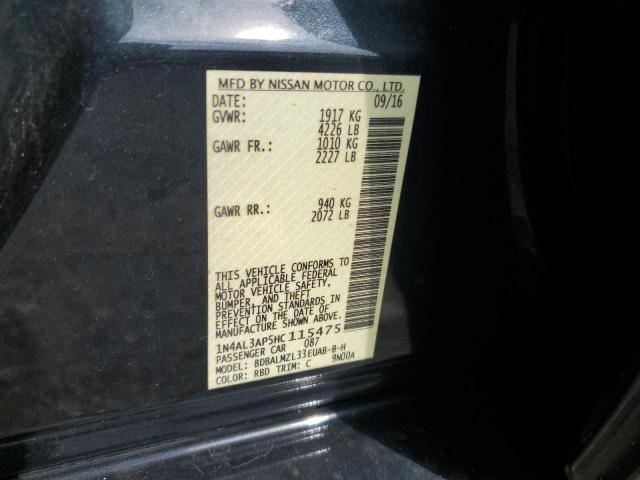 MFD BY NISSAN MOTOR CO., LTD.
DATE: 09/16
GVWR: 1917 KG
4226 LB
GAWR FR.: 1010 KG
2227 LB
GAWR RR.: 940 KG
2072 LB
THIS VEHICLE CONFORMS TO
ALL APPLICABLE FEDERAL
MOTOR VEHICLE SAFETY,
BUMPER, AND THEFT
PREVENTION STANDARDS IN
EFFECT ON THE DATE OF
MANUFACTURE SHOWN ABOVE.
1N4AL3AP5HC115475
PASSENGER CAR 087
MODEL: BDBALMZL33EUAB-B-H
COLOR: RBD TRIM: C 9N00A